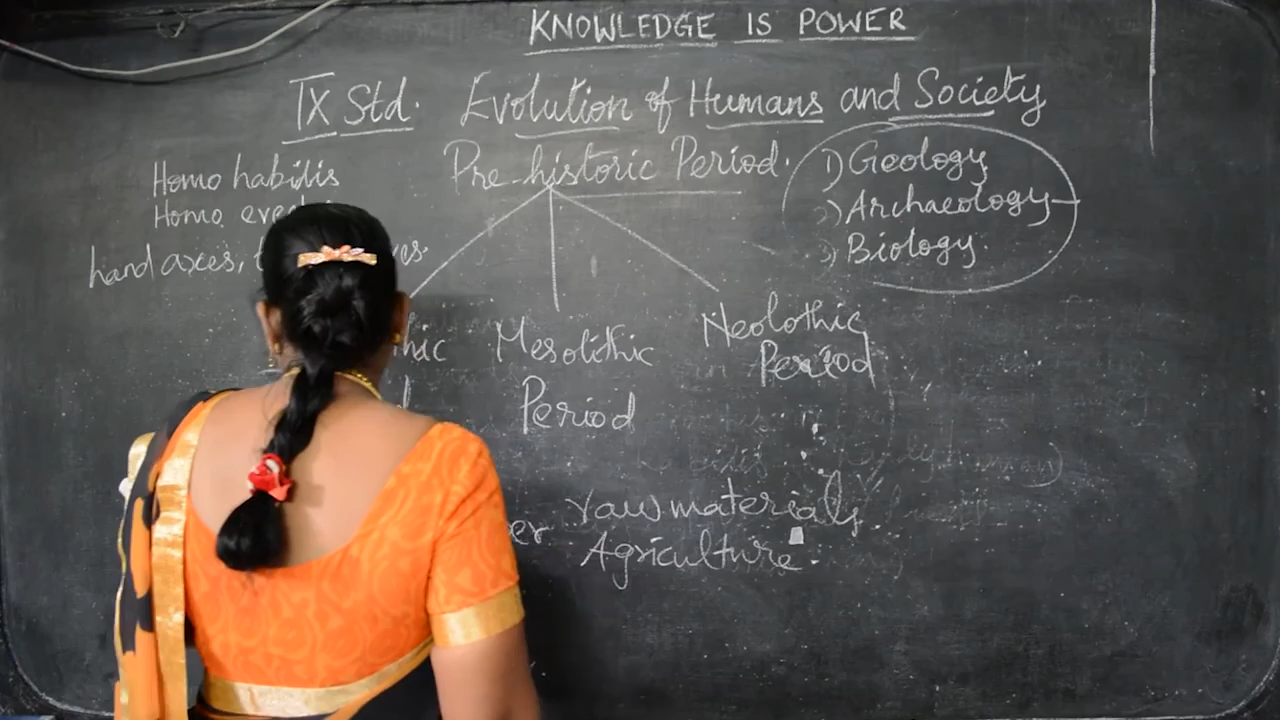 KNOWLEDGE IS POWER
IX Std. Evolution of Humans and Society
Pre-historic Period.
Homo habilis
Homo
hand axes,
1) Geology
2) Archaeology
3) Biology.
Mesolithic
Period
Neolothic
Period
raw materials
Agriculture.